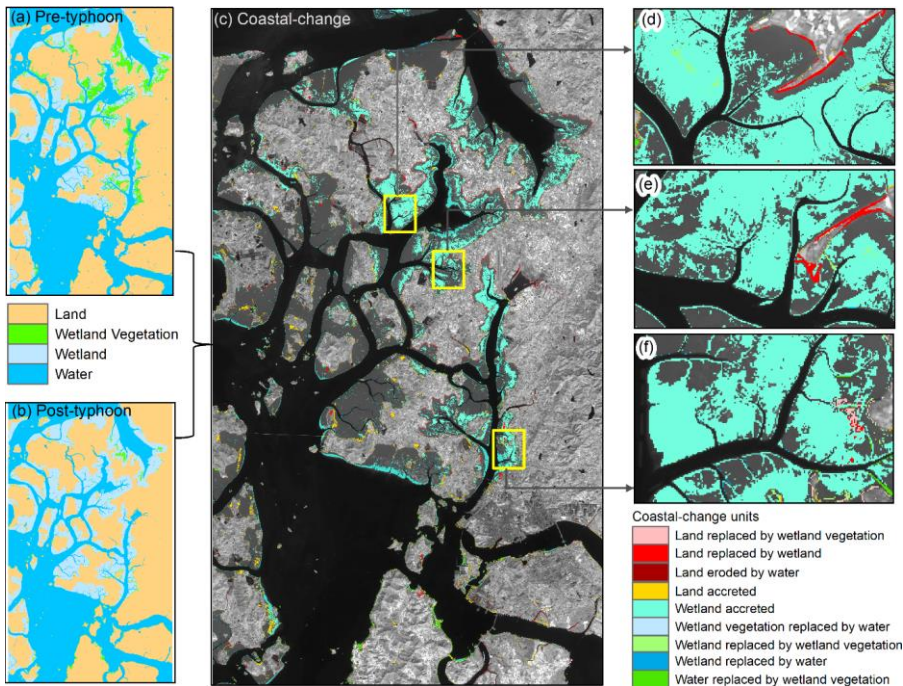 (a) Pre-typhoon
Land
Wetland Vegetation
Wetland
Water
(b) Post-typhoon
(c) Coastal-change
(d)
(e)
(f)
Coastal-change units
Land replaced by wetland vegetation
Land replaced by wetland
Land eroded by water
Land accreted
Wetland accreted
Wetland vegetation replaced by water
Wetland replaced by wetland vegetation
Wetland replaced by water
Water replaced by wetland vegetation